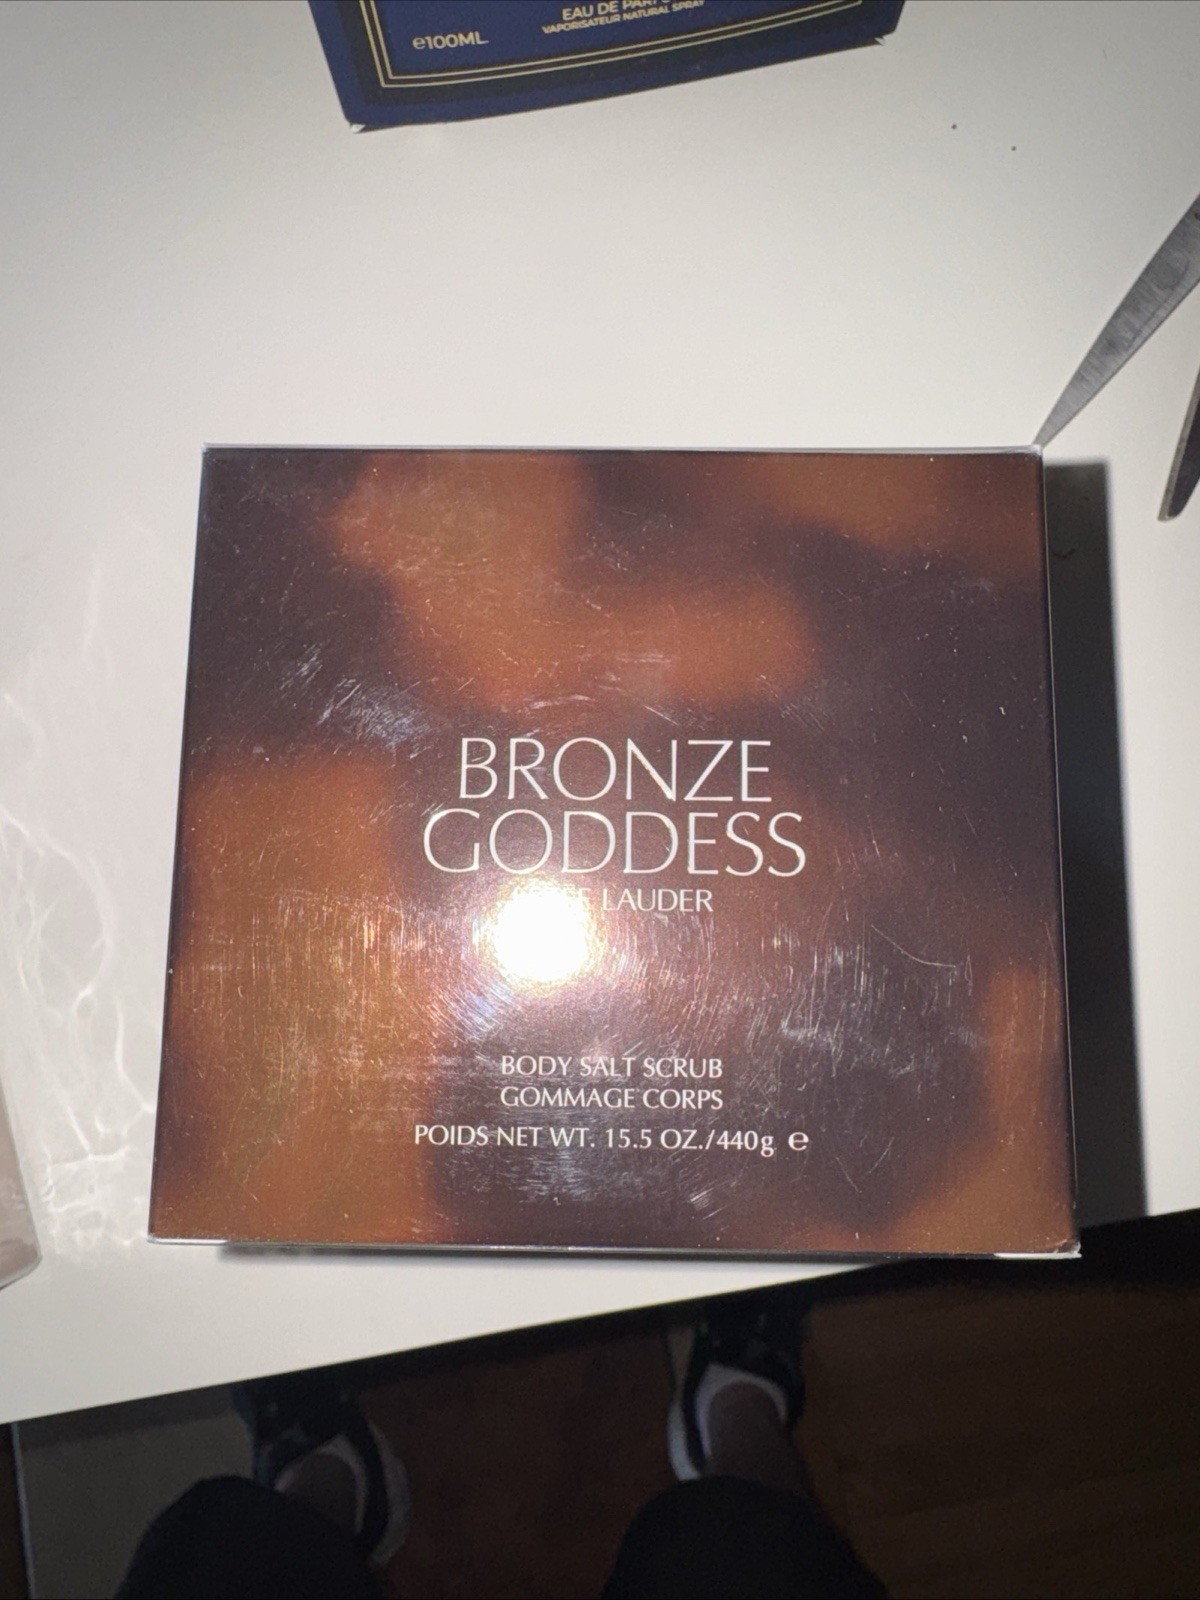 EAU DE
VAPORISATEUR NATURAL SPRAY
e100ML
BRONZE
GODDESS
LAUDER
BODY SALT SCRUB
GOMMAGE CORPS
POIDS NET WT. 15.5 OZ./440g e